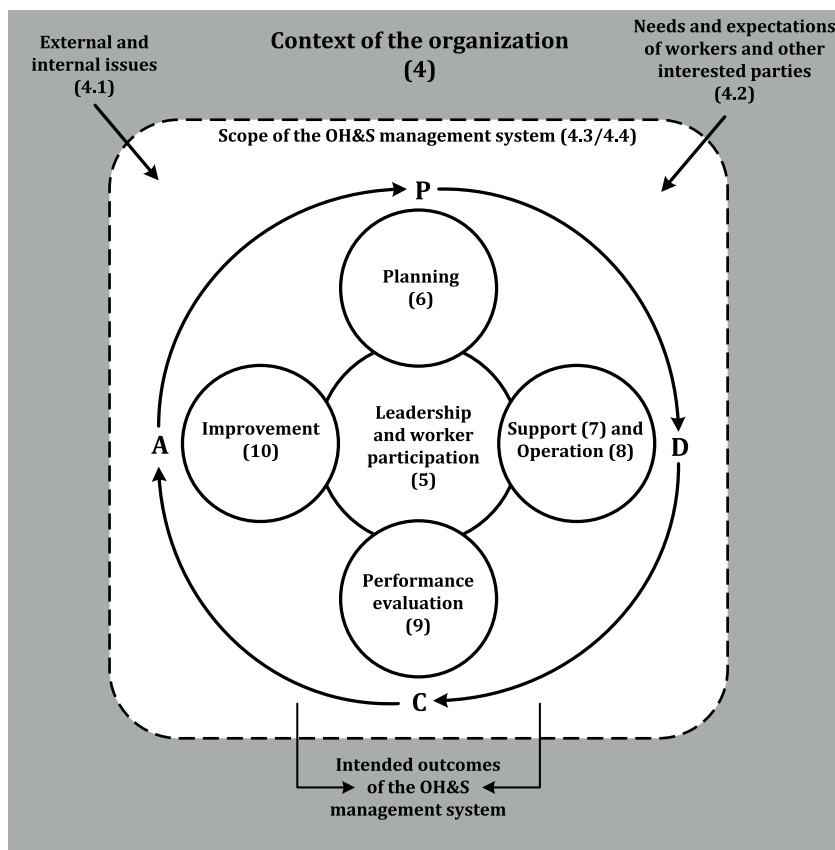 External and
internal issues
(4.1)
Context of the organization
(4)
Needs and expectations
of workers and other
interested parties
(4.2)
Scope of the OH&S management system (4.3/4.4)
P
Planning
(6)
A
Improvement
(10)
Leadership
and worker
participation
(5)
Support (7) and
Operation (8)
D
Performance
evaluation
(9)
C
Intended outcomes
of the OH&S
management system